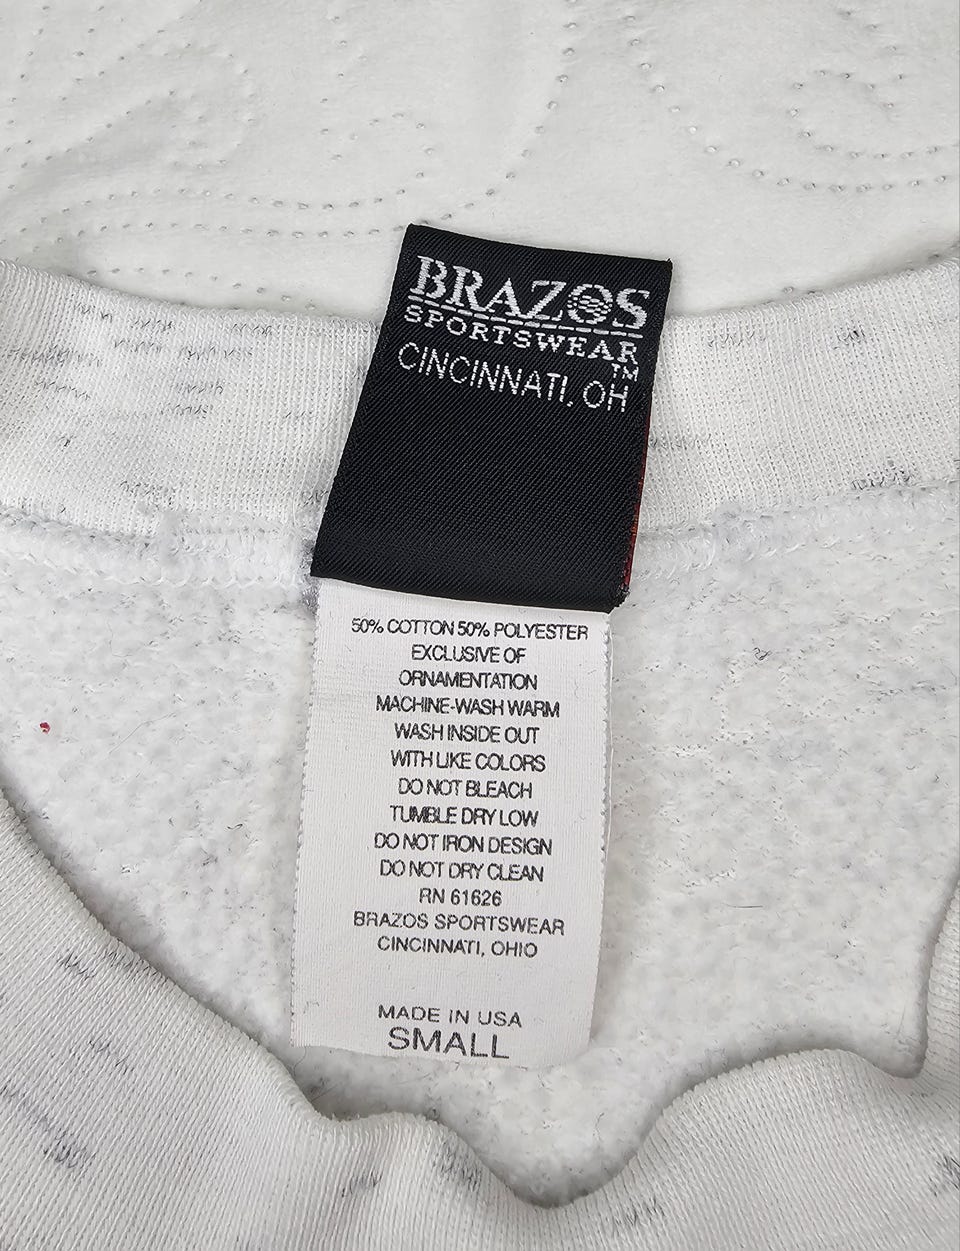 BRAZOS
SPORTSWEAR
TM
CINCINNATI, OH
50% COTTON 50% POLYESTER
EXCLUSIVE OF
ORNAMENTATION
MACHINE-WASH WARM
WASH INSIDE OUT
WITH LIKE COLORS
DO NOT BLEACH
TUMBLE DRY LOW
DO NOT IRON DESIGN
DO NOT DRY CLEAN
RN 61626
BRAZOS SPORTSWEAR
CINCINNATI, OHIO
MADE IN USA
SMALL